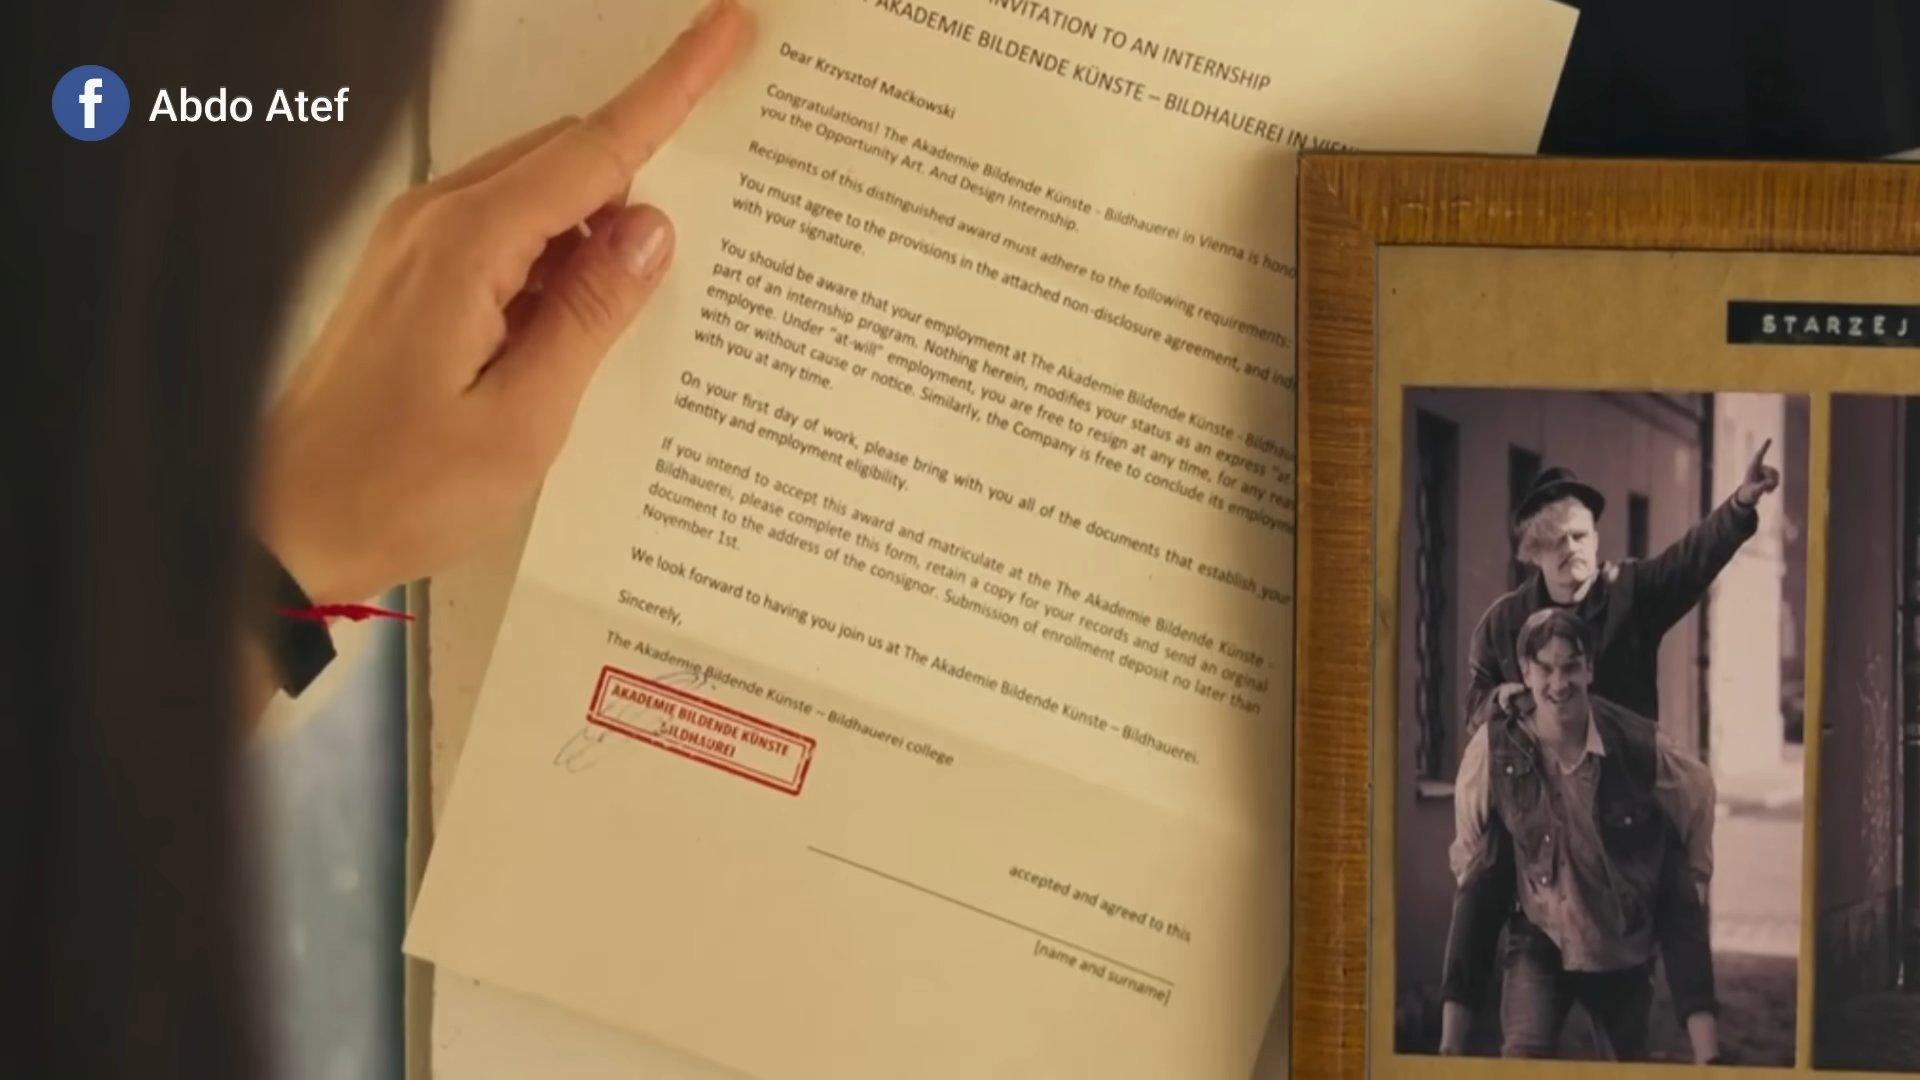 Abdo Atef
INVITATION TO AN INTERNSHIP
AKADEMIE BILDENDE KÜNSTE – BILDHAUEREI IN
Dear Krzysztof Maćkowski
Congratulations! The Akademie Bildende Künste - Bildhauerei in Vienna is
you the Opportunity Art. And Design Internship.
Recipients of this distinguished award must adhere to the following requirements:
You must agree to the provisions in the attached non-disclosure agreement, and
with your signature.
You should be aware that your employment at The Akademie Bildende Künste -
part of an internship program. Nothing herein, modifies your status as an express "at
employee. Under "at-will" employment, you are free to resign at any time, for any
with or without cause or notice. Similarly, the Company is free to conclude its
with you at any time.
On your first day of work, please bring with you all of the documents that establish your
identity and employment eligibility.
If you intend to accept this award and matriculate at the The Akademie Bildende Künste -
Bildhauerei, please complete this form, retain a copy for your records and send an orginal
document to the address of the consignor. Submission of enrollment deposit no later than
November 1st.
We look forward to having you join us at The Akademie Bildende Künste – Bildhauerei.
Sincerely,
The Akademie Bildende Künste – Bildhauerei college
AKADEMIE BILDENDE KÜNSTE
BILDHAUREI
accepted and agreed to this
[name and surname]
STARZEJ